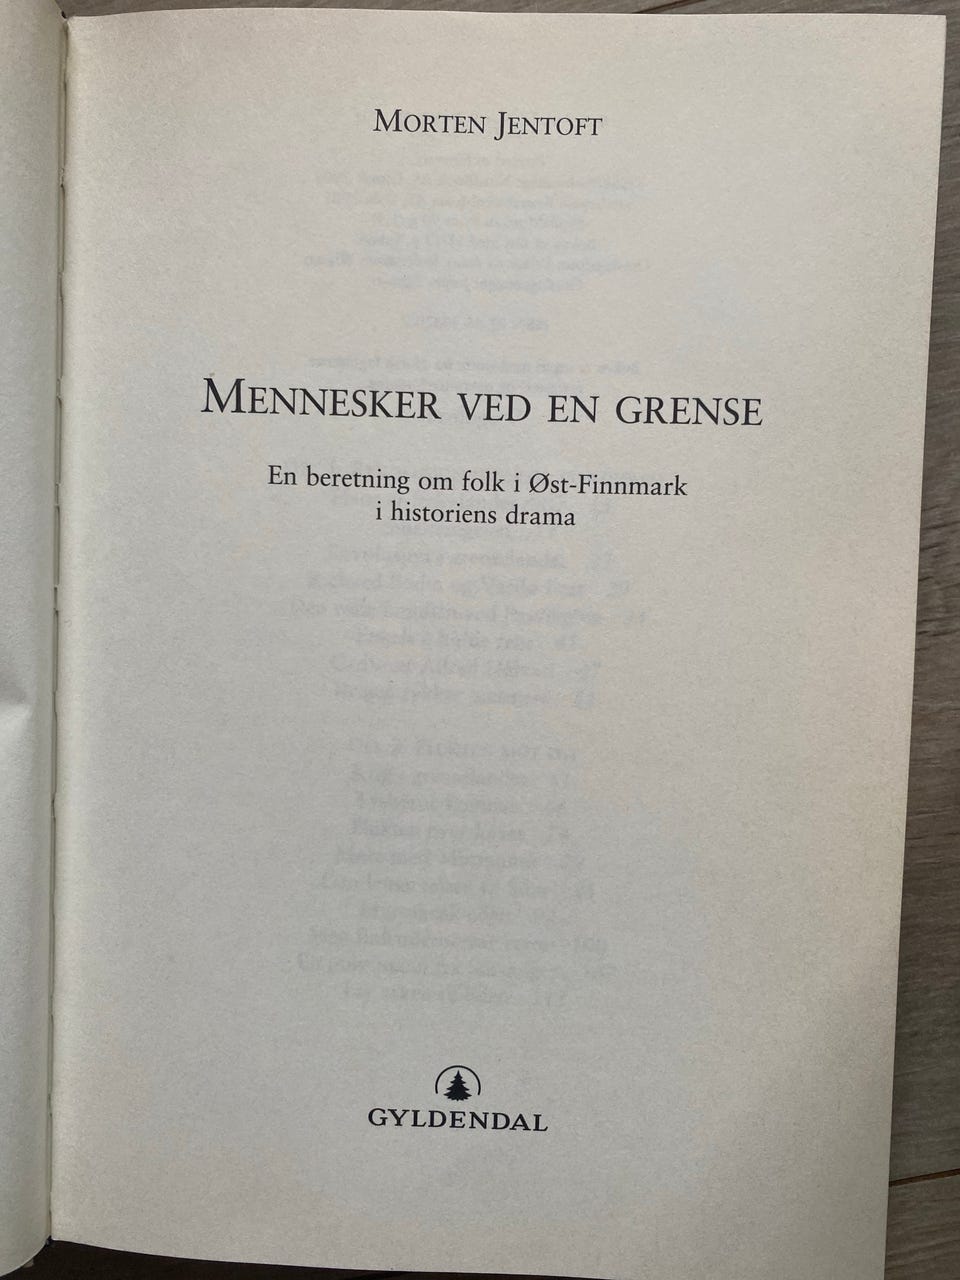 MORTEN JENTOFT
MENNESKER VED EN GRENSE
En beretning om folk i Øst-Finnmark
i historiens drama
GYLDENDAL